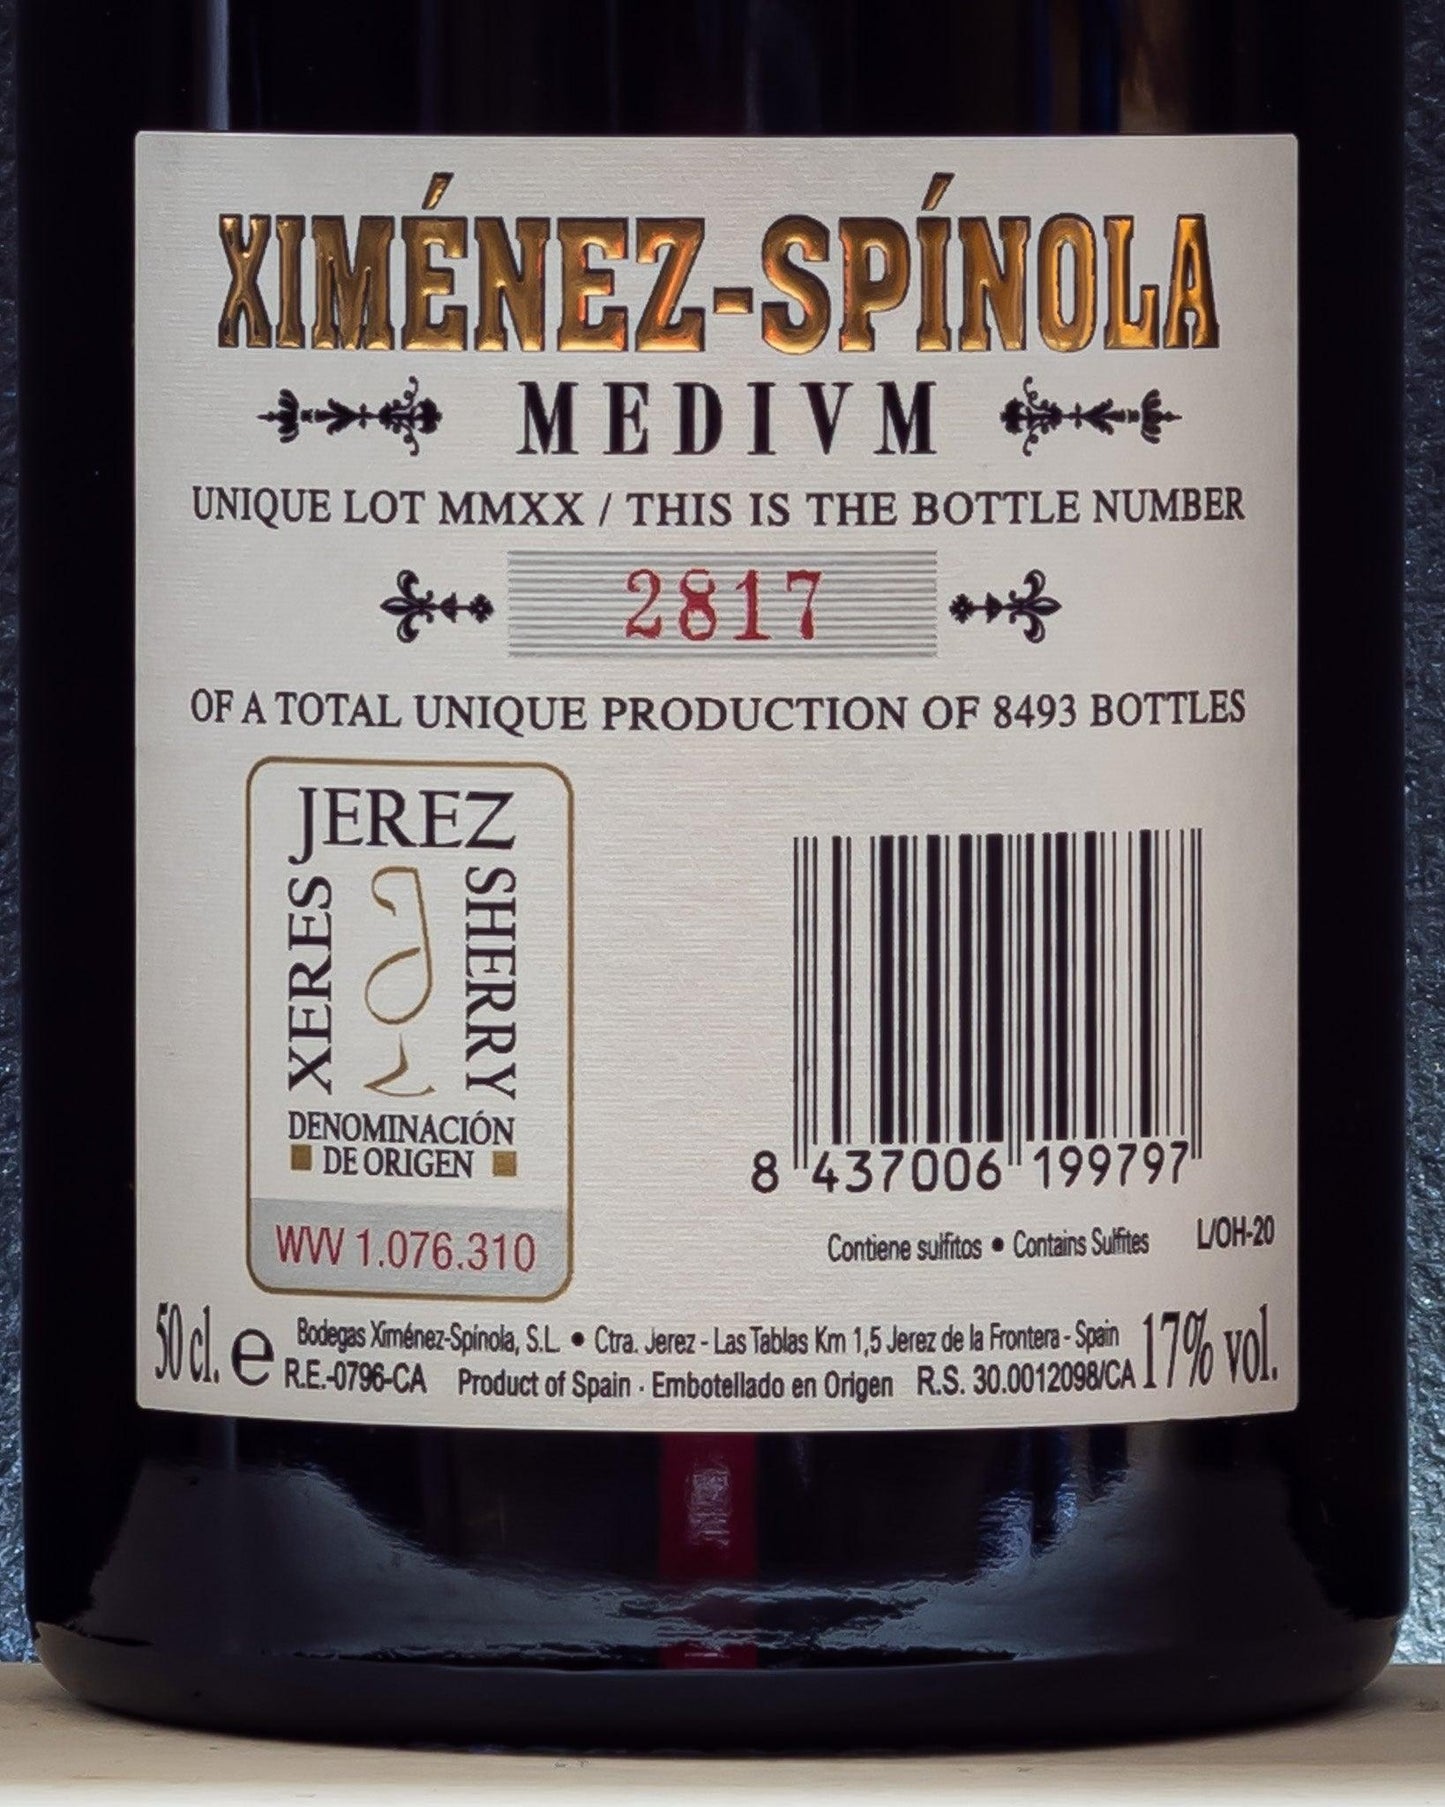 XIMÉNEZ-SPÍNOLA
MEDIVM
UNIQUE LOT MMXX / THIS IS THE BOTTLE NUMBER
2817
OF A TOTAL UNIQUE PRODUCTION OF 8493 BOTTLES
JEREZ
XERES
SHERRY
DENOMINACIÓN
DE ORIGEN
WW 1.076.310
8 437006 199797
Contiene sulfitos • Contains Sulfites
L/OH-20
50 cl. e
Bodegas Ximénez-Spínola, S.L. • Ctra. Jerez - Las Tablas Km 1,5 Jerez de la Frontera - Spain
R.E.-0796-CA Product of Spain · Embotellado en Origen R.S. 30.0012098/CA
17% vol.